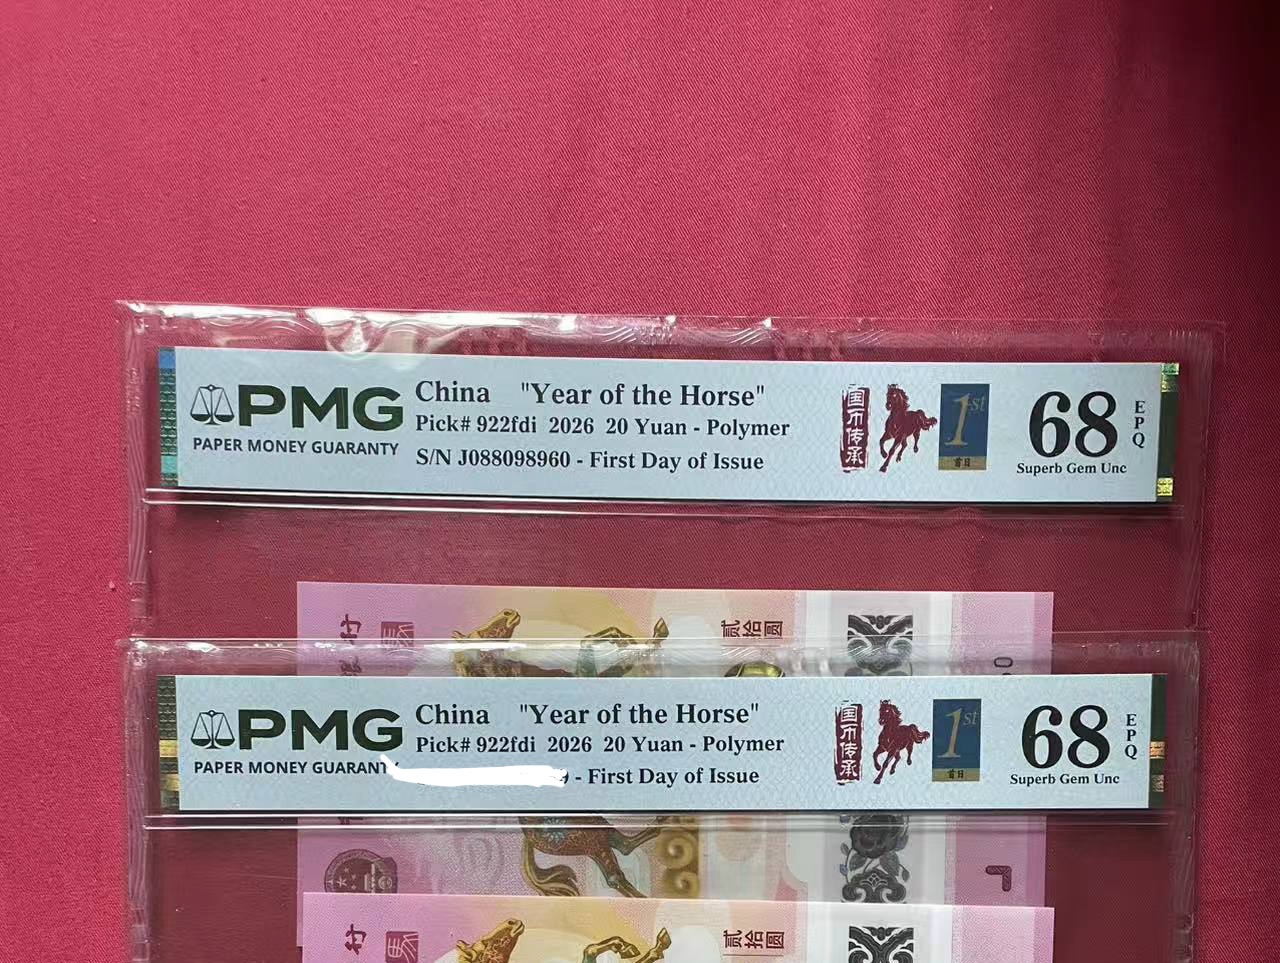 PMG
PAPER MONEY GUARANTY
China "Year of the Horse"
Pick# 922fdi 2026 20 Yuan - Polymer
S/N J088098960 - First Day of Issue
国币传承
1st
首日
68
EPQ
Superb Gem Unc
贰拾圆
PMG
PAPER MONEY GUARANTY
China "Year of the Horse"
Pick# 922fdi 2026 20 Yuan - Polymer
9 - First Day of Issue
国币传承
1st
首日
68
EPQ
Superb Gem Unc
J
贰拾圆